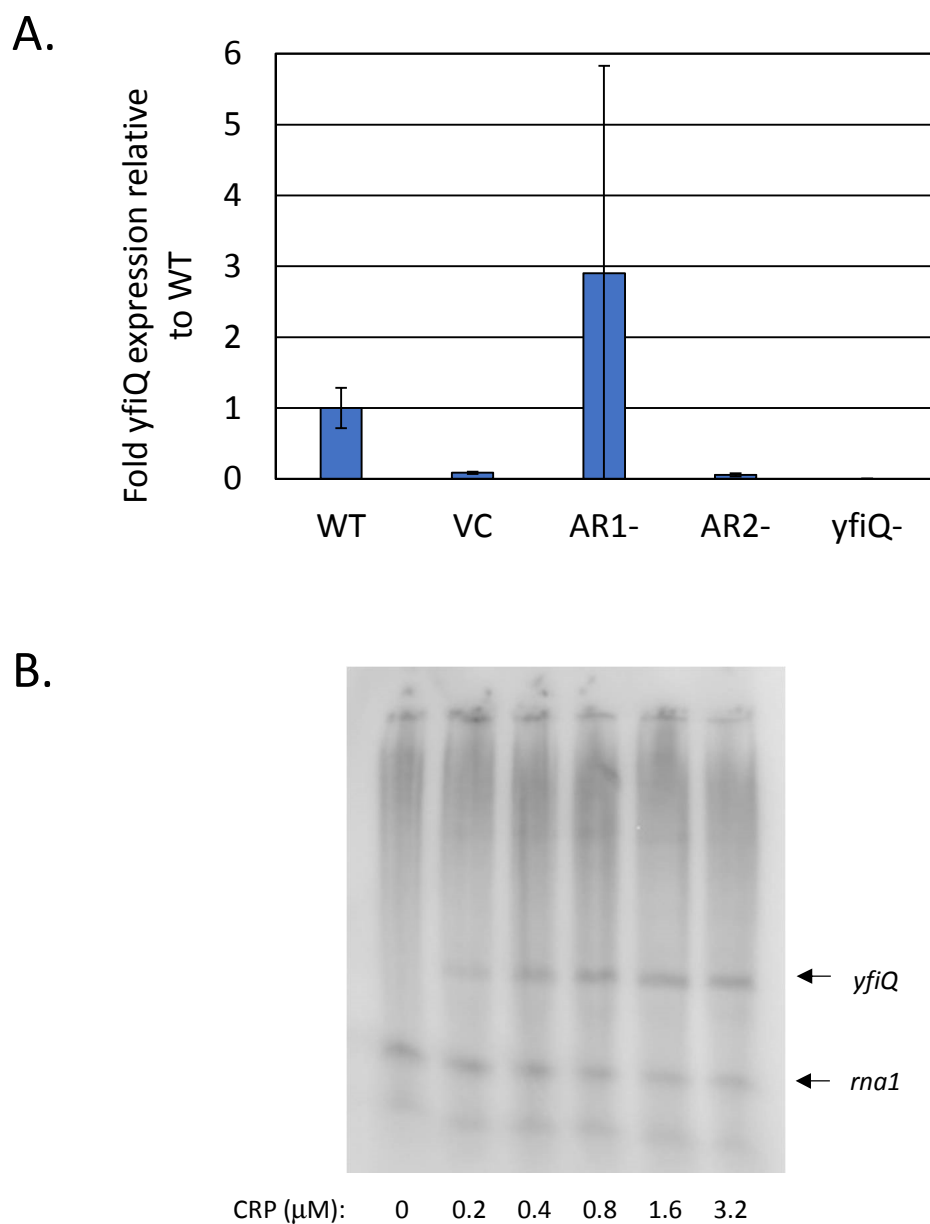 A.
Fold yfiQ expression relative
to WT
6
5
4
3
2
1
0
WT VC AR1- AR2- yfiQ-
B.
yfiQ
rna1
CRP (μM): 0 0.2 0.4 0.8 1.6 3.2